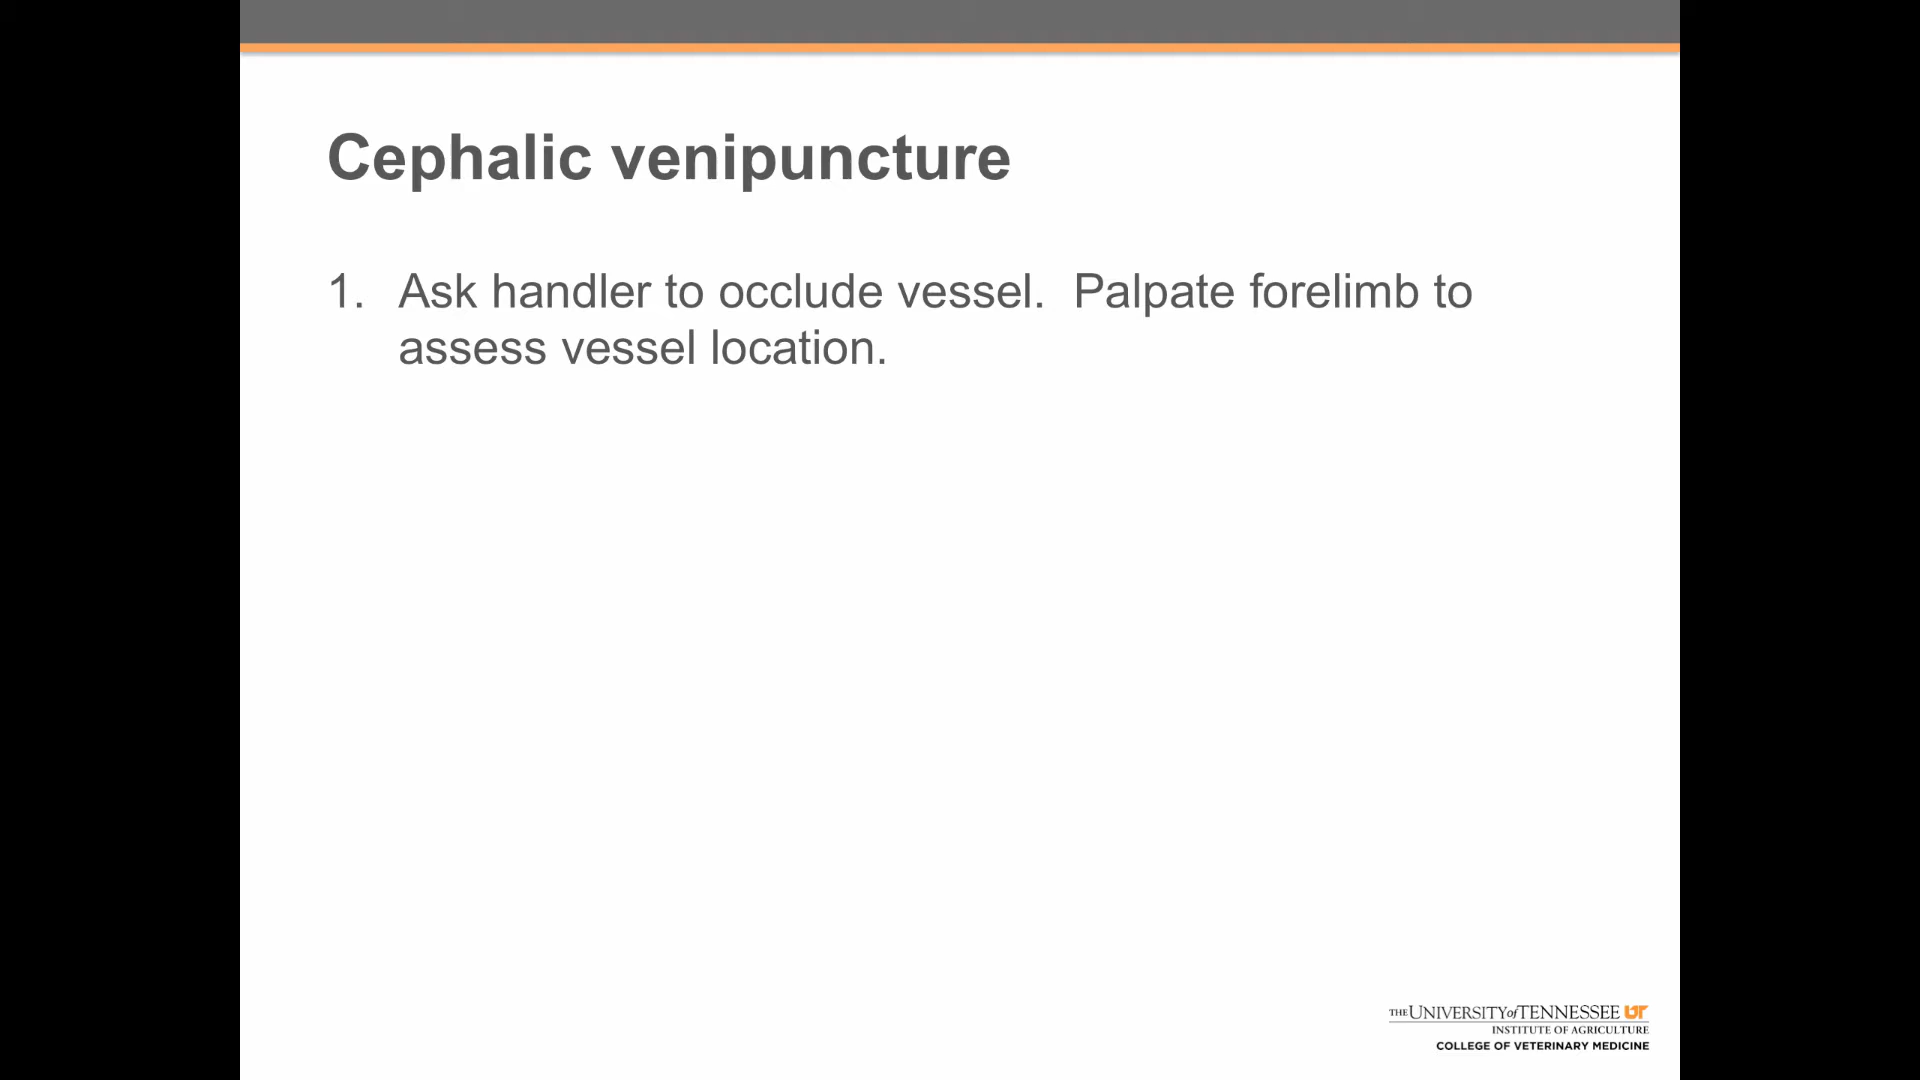 Cephalic venipuncture
1. Ask handler to occlude vessel.  Palpate forelimb to
assess vessel location.
THE UNIVERSITY of TENNESSEE UT
INSTITUTE OF AGRICULTURE
COLLEGE OF VETERINARY MEDICINE